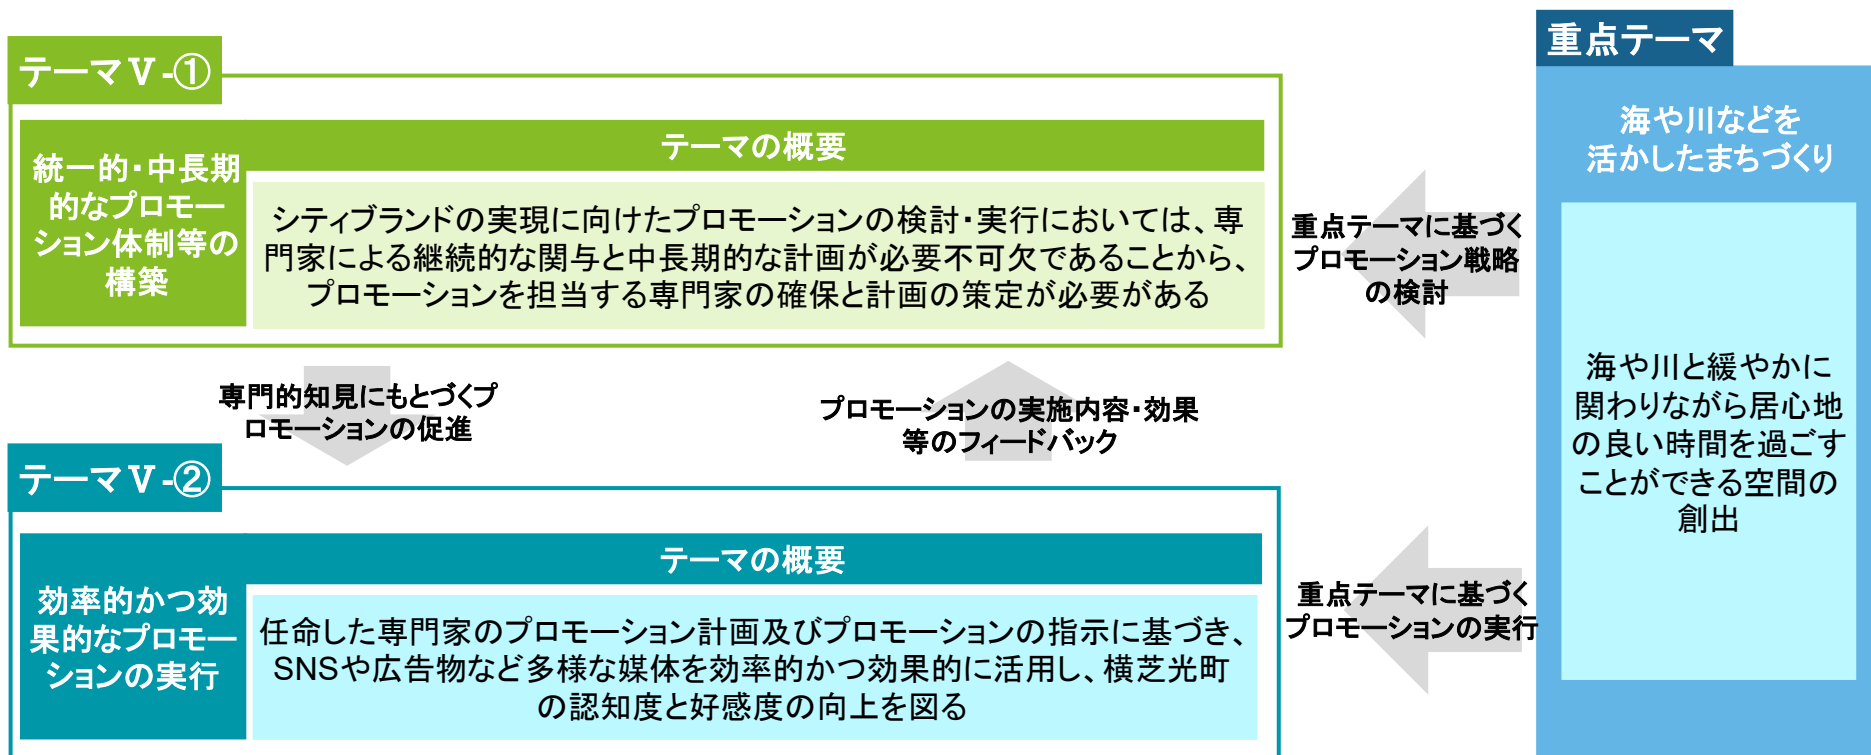 重点テーマ
テーマⅤ-①
海や川などを
活かしたまちづくり
統一的・中長期
的なプロモー
ション体制等の
構築
テーマの概要
シティブランドの実現に向けたプロモーションの検討・実行においては、専
門家による継続的な関与と中長期的な計画が必要不可欠であることから、
プロモーションを担当する専門家の確保と計画の策定が必要がある
重点テーマに基づく
プロモーション戦略
の検討
専門的知見にもとづくプ
ロモーションの促進
プロモーションの実施内容・効果
等のフィードバック
海や川と緩やかに
関わりながら居心地
の良い時間を過ごす
ことができる空間の
創出
テーマⅤ-②
効率的かつ効
果的なプロモー
ションの実行
テーマの概要
任命した専門家のプロモーション計画及びプロモーションの指示に基づき、
SNSや広告物など多様な媒体を効率的かつ効果的に活用し、横芝光町
の認知度と好感度の向上を図る
重点テーマに基づく
プロモーションの実行